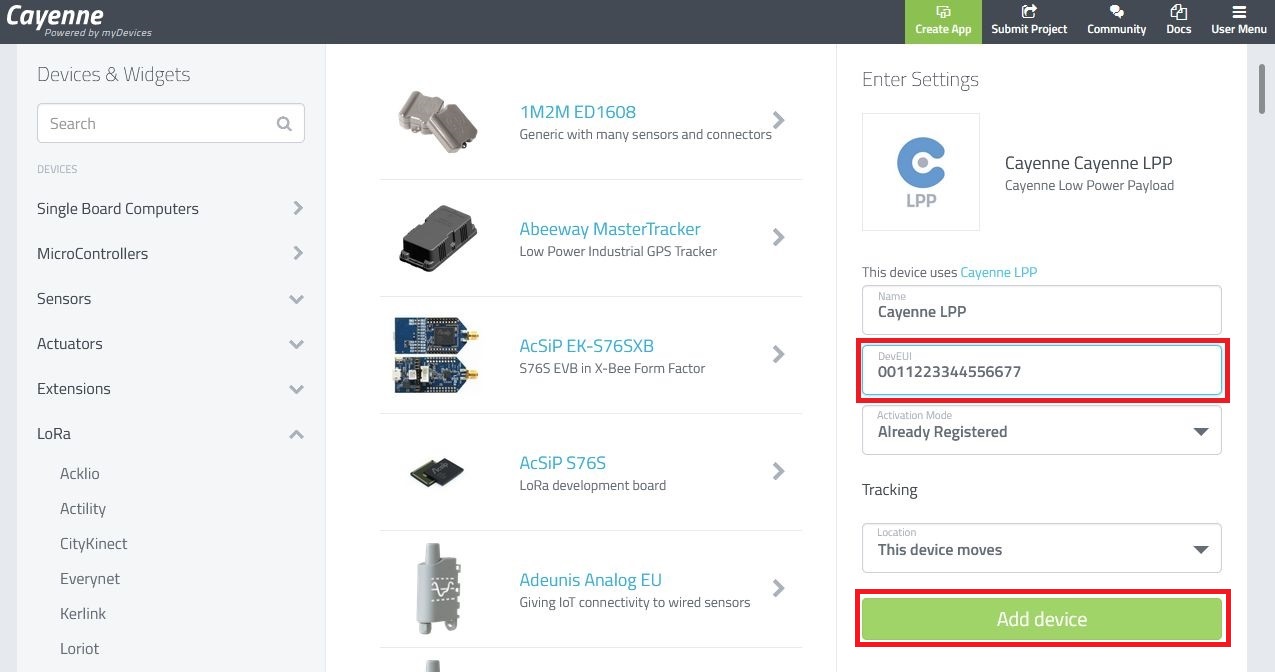 Cayenne
Powered by myDevices
Create App
Submit Project
Community
Docs
User Menu
Devices & Widgets
Search
DEVICES
Single Board Computers
MicroControllers
Sensors
Actuators
Extensions
LoRa
Acklio
Actility
CityKinect
Everynet
Kerlink
Loriot
1M2M ED1608
Generic with many sensors and connectors
Abeeway MasterTracker
Low Power Industrial GPS Tracker
AcSiP EK-S76SXB
S76S EVB in X-Bee Form Factor
AcSiP S76S
LoRa development board
Adeunis Analog EU
Giving IoT connectivity to wired sensors
Enter Settings
LPP
Cayenne Cayenne LPP
Cayenne Low Power Payload
This device uses Cayenne LPP
Name
Cayenne LPP
DevEUI
0011223344556677
Activation Mode
Already Registered
Tracking
Location
This device moves
Add device